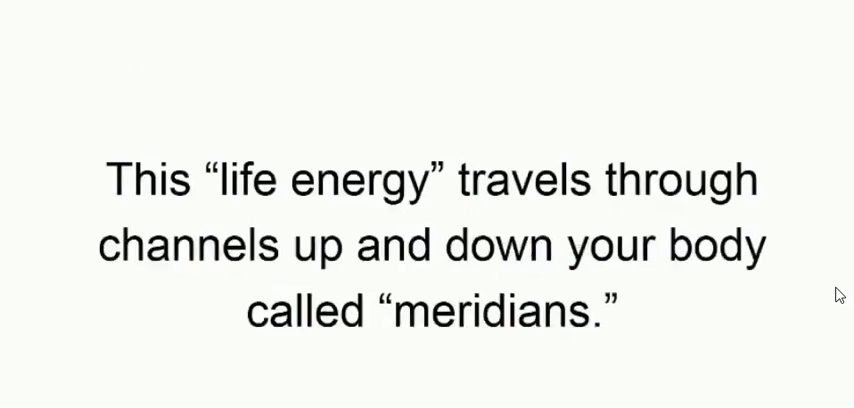 This “life energy” travels through
channels up and down your body
called “meridians.”